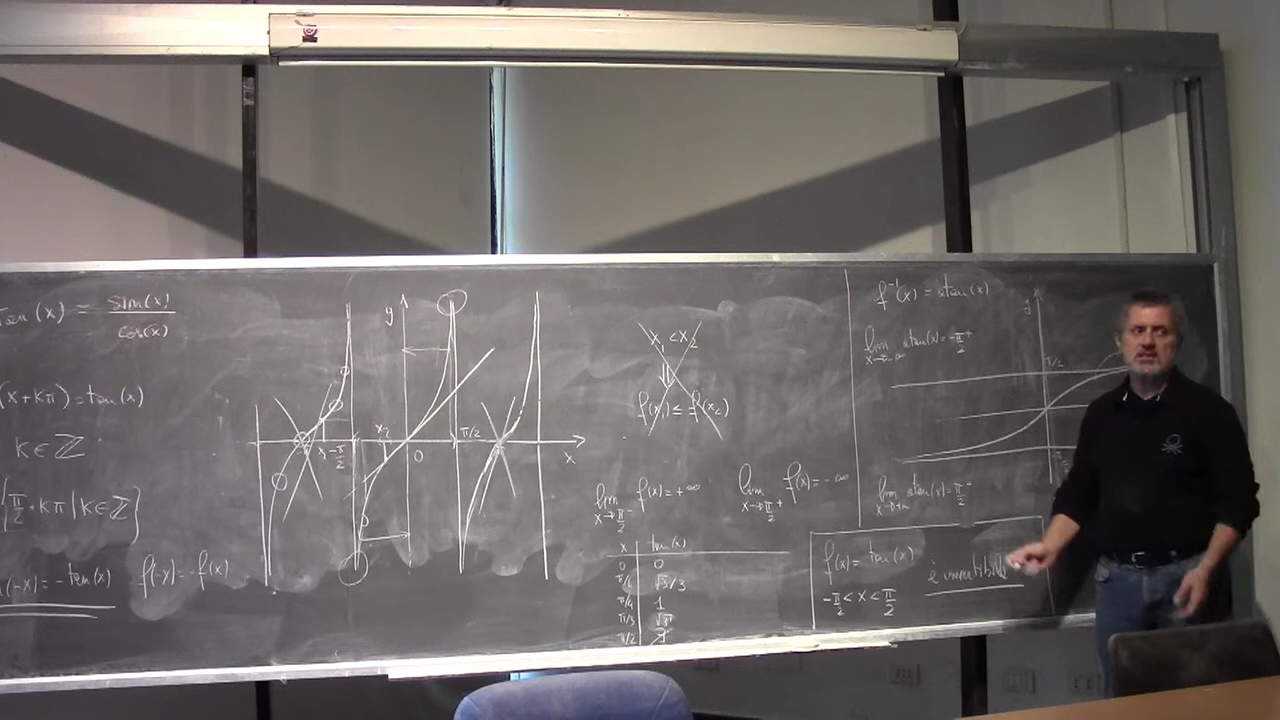 tan(x) = sin(x)
cos(x)
(x+kπ) = tan(x)
k∈ℤ
{π/2 + kπ | k∈ℤ}
(-x) = -tan(x) f(-x) = -f(x)
y
x₂
0
π/2
x
-π/2
x₁ < x₂
⇓
f(x₁) ≤ f(x₂)
lim f(x) = +∞
x→π/2⁻
lim f(x) = -∞
x→π/2⁺
x tan(x)
0 0
π/6 √3/3
π/4 1
π/3 √3
π/2 ∄
f⁻¹(x) = atan(x)
lim atan(x) = -π/2⁺
x→-∞
y
π/2
lim atan(x) = π/2⁻
x→+∞
f(x) = tan(x)
-π/2 < x < π/2
è invertibile